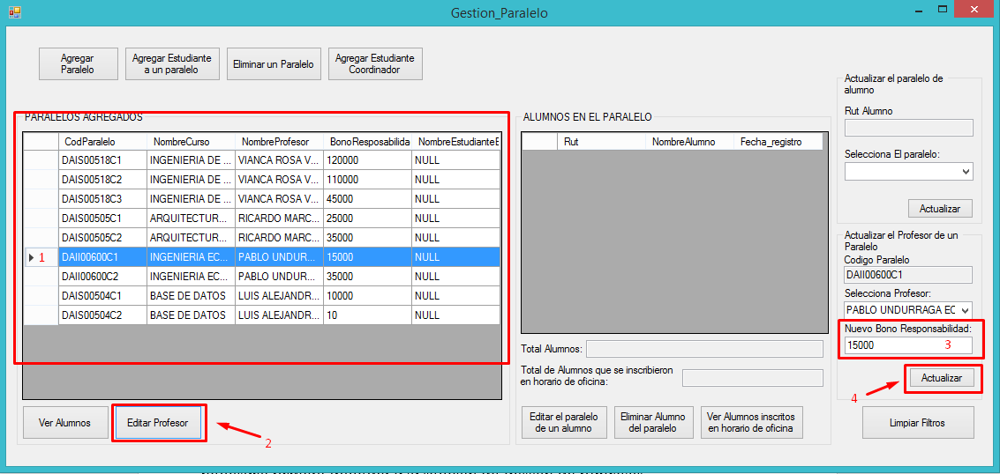 Gestion_Paralelo
Agregar
Paralelo
Agregar Estudiante
a un paralelo
Eliminar un Paralelo
Agregar Estudiante
Coordinador
PARALELOS AGREGADOS
CodParalelo NombreCurso NombreProfesor BonoResposabilida NombreEstudianteE
DAIS00518C1 INGENIERIA DE ... VIANCA ROSA V... 120000 NULL
DAIS00518C2 INGENIERIA DE ... VIANCA ROSA V... 110000 NULL
DAIS00518C3 INGENIERIA DE ... VIANCA ROSA V... 45000 NULL
DAIS00505C1 ARQUITECTUR... RICARDO MARC... 25000 NULL
DAIS00505C2 ARQUITECTUR... RICARDO MARC... 35000 NULL
1 DAII00600C1 INGENIERIA EC... PABLO UNDUR... 15000 NULL
DAII00600C2 INGENIERIA EC... PABLO UNDUR... 35000 NULL
DAIS00504C1 BASE DE DATOS LUIS ALEJANDR... 10000 NULL
DAIS00504C2 BASE DE DATOS LUIS ALEJANDR... 10 NULL
Ver Alumnos
Editar Profesor
2
ALUMNOS EN EL PARALELO
Rut NombreAlumno Fecha_registro
Total Alumnos:
Total de Alumnos que se inscribieron
en horario de oficina:
Editar el paralelo
de un alumno
Eliminar Alumno
del paralelo
Ver Alumnos inscritos
en horario de oficina
Actualizar el paralelo de
alumno
Rut Alumno
Selecciona El paralelo:
Actualizar
Actualizar el Profesor de un
Paralelo
Codigo Paralelo
DAII00600C1
Selecciona Profesor:
PABLO UNDURRAGA EC
Nuevo Bono Responsabilidad:
15000 3
Actualizar
4
Limpiar Filtros